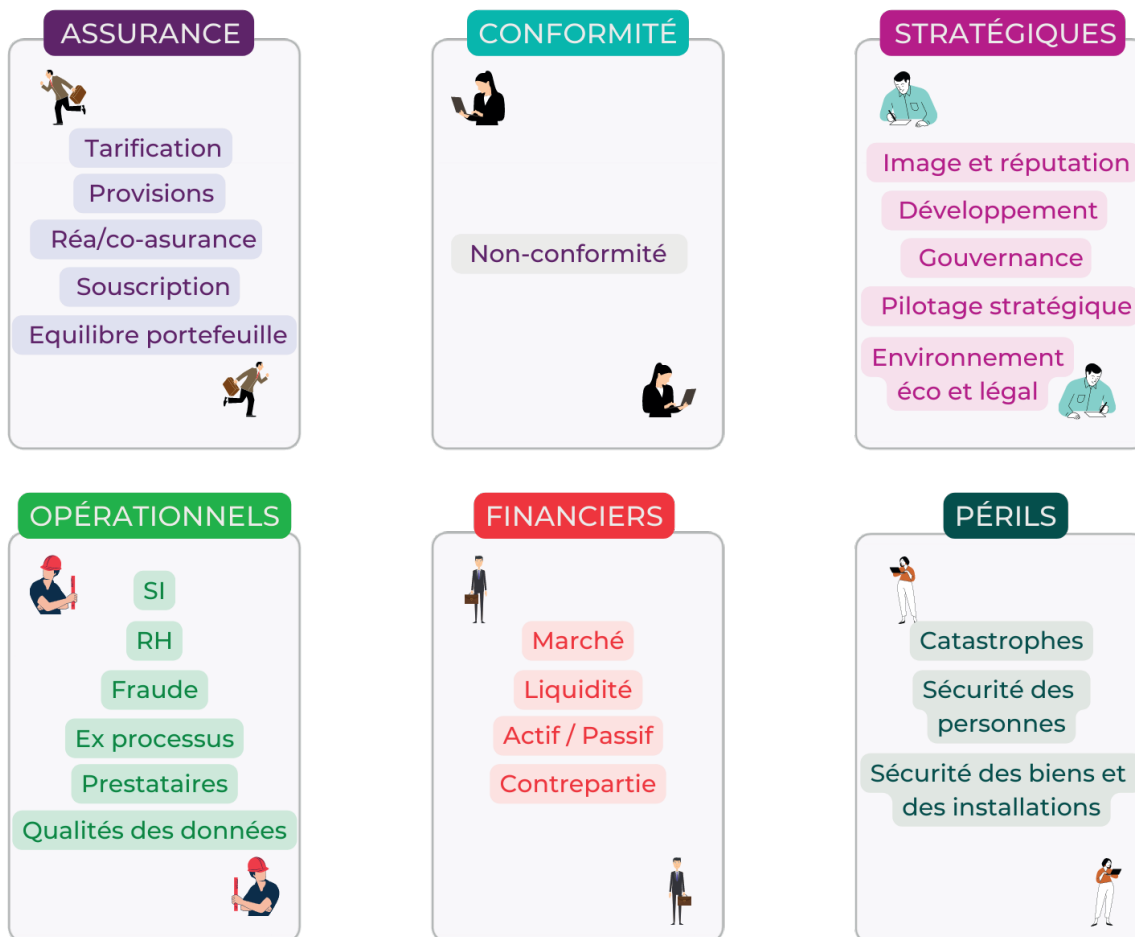 ASSURANCE
Tarification
Provisions
Réa/co-asurance
Souscription
Equilibre portefeuille
CONFORMITÉ
Non-conformité
STRATÉGIQUES
Image et réputation
Développement
Gouvernance
Pilotage stratégique
Environnement
éco et légal
OPÉRATIONNELS
SI
RH
Fraude
Ex processus
Prestataires
Qualités des données
FINANCIERS
Marché
Liquidité
Actif / Passif
Contrepartie
PÉRILS
Catastrophes
Sécurité des
personnes
Sécurité des biens et
des installations